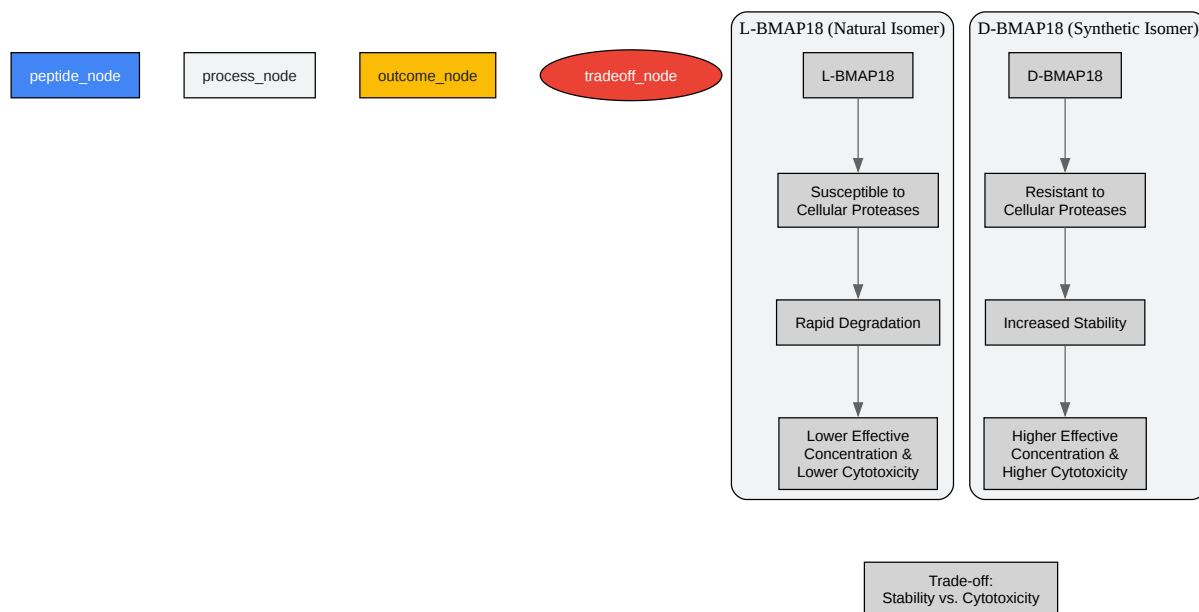 peptide_node
process_node
outcome_node
tradeoff_node
L-BMAP18 (Natural Isomer)
L-BMAP18
Susceptible to
Cellular Proteases
Rapid Degradation
Lower Effective
Concentration &
Lower Cytotoxicity
D-BMAP18 (Synthetic Isomer)
D-BMAP18
Resistant to
Cellular Proteases
Increased Stability
Higher Effective
Concentration &
Higher Cytotoxicity
Trade-off:
Stability vs. Cytotoxicity